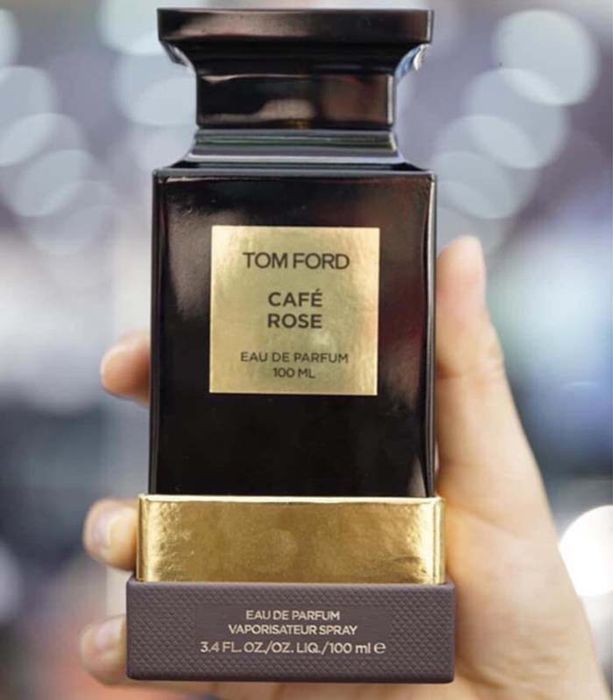 TOM FORD
CAFÉ
ROSE
EAU DE PARFUM
100 ML
EAU DE PARFUM
VAPORISATEUR SPRAY
3.4 FL. OZ./OZ. LIQ./100 ml ℮